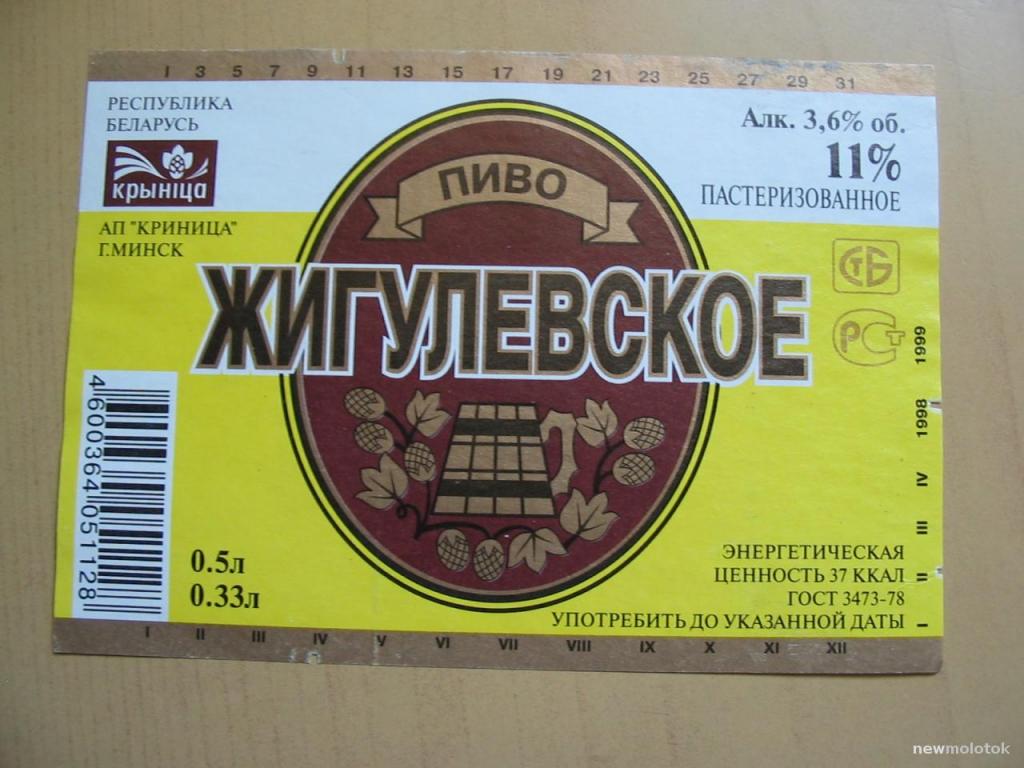 I 3 5 7 9 11 13 15 17 19 21 23 25 27 29 31
РЕСПУБЛИКА
БЕЛАРУСЬ
крыніца
АП "КРИНИЦА"
Г.МИНСК
Алк. 3,6% об.
11%
ПАСТЕРИЗОВАННОЕ
ПИВО
ЖИГУЛЕВСКОЕ
СТБ
РСТ
1999
1998
IV
III
II
I
4600364051128
0.5л
0.33л
ЭНЕРГЕТИЧЕСКАЯ
ЦЕННОСТЬ 37 ККАЛ
ГОСТ 3473-78
УПОТРЕБИТЬ ДО УКАЗАННОЙ ДАТЫ
I II III IV V VI VII VIII IX X XI XII
newmolotok